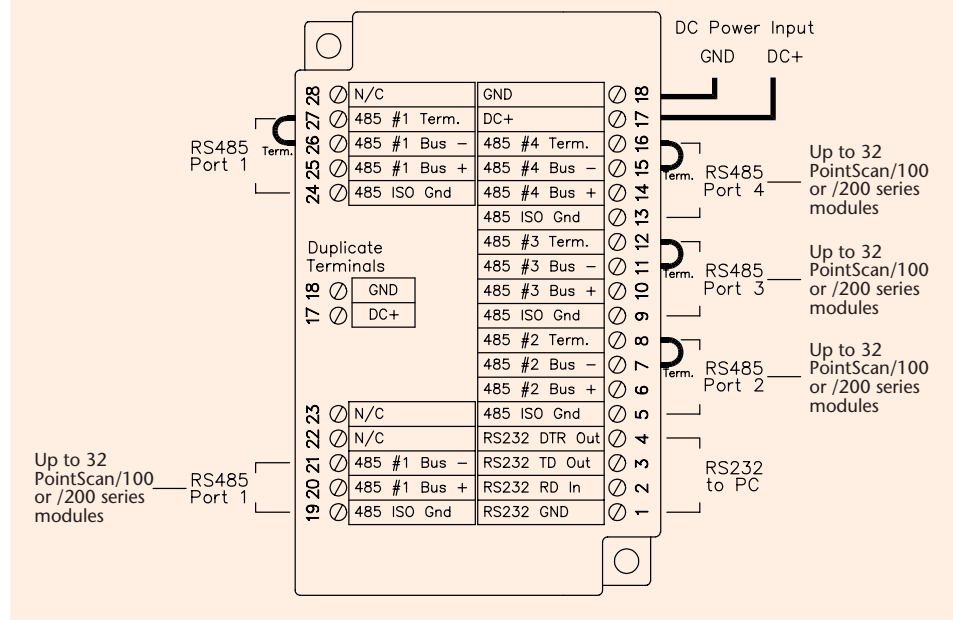 DC Power Input
GND DC+
28 N/C
27 485 #1 Term.
26 485 #1 Bus -
25 485 #1 Bus +
24 485 ISO Gnd
RS485
Port 1
Term.
GND 18
DC+ 17
485 #4 Term. 16
485 #4 Bus - 15
485 #4 Bus + 14
485 ISO Gnd 13
485 #3 Term. 12
485 #3 Bus - 11
485 #3 Bus + 10
485 ISO Gnd 9
485 #2 Term. 8
485 #2 Bus - 7
485 #2 Bus + 6
485 ISO Gnd 5
RS232 DTR Out 4
RS232 TD Out 3
RS232 RD In 2
RS232 GND 1
Term.
RS485
Port 4
Up to 32
PointScan/100
or /200 series
modules
Term.
RS485
Port 3
Up to 32
PointScan/100
or /200 series
modules
Term.
RS485
Port 2
Up to 32
PointScan/100
or /200 series
modules
RS232
to PC
Duplicate
Terminals
18 GND
17 DC+
23 N/C
22 N/C
21 485 #1 Bus -
20 485 #1 Bus +
19 485 ISO Gnd
Up to 32
PointScan/100
or /200 series
modules
RS485
Port 1